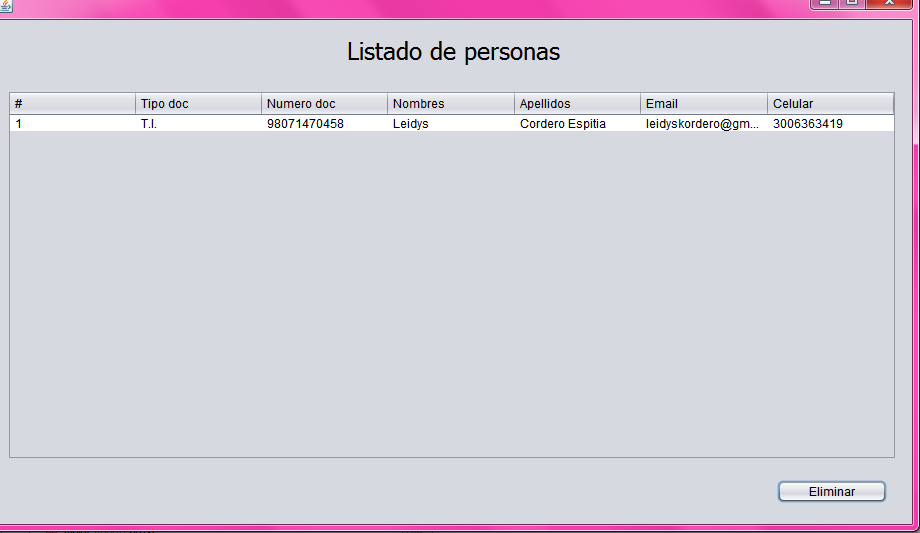 Listado de personas
# Tipo doc Numero doc Nombres Apellidos Email Celular
1 T.I. 98071470458 Leidys Cordero Espitia leidyskordero@gm... 3006363419
Eliminar